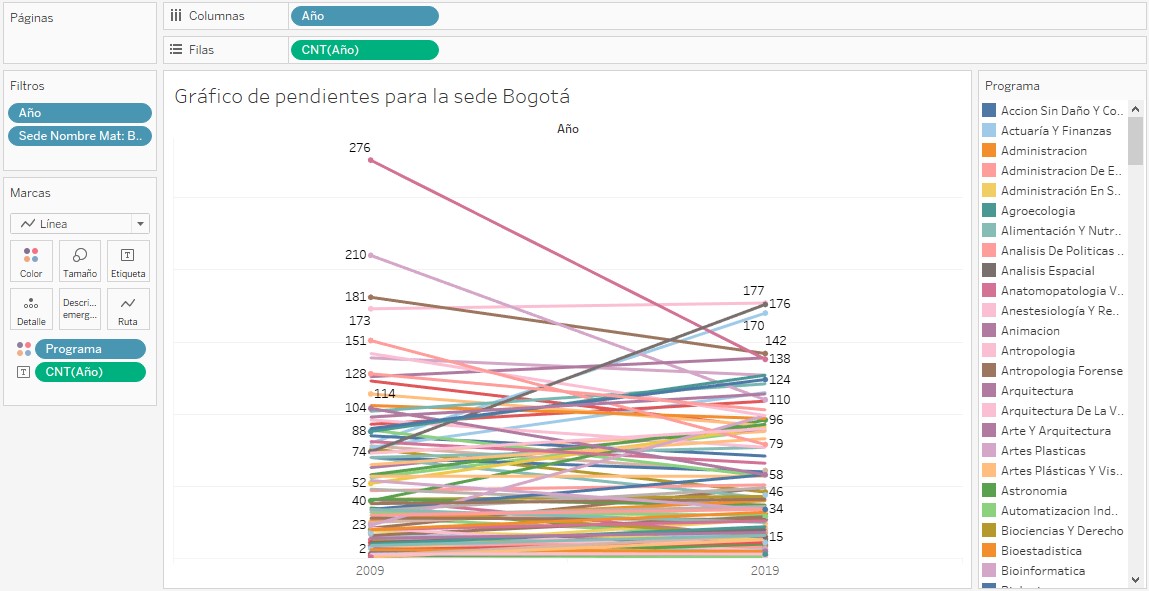 Páginas
Columnas
Año
Filas
CNT(Año)
Filtros
Año
Sede Nombre Mat: B..
Marcas
Línea
Color
Tamaño
Etiqueta
Detalle
Descri...
emerg...
Ruta
Programa
CNT(Año)
Gráfico de pendientes para la sede Bogotá
Año
276
210
181
173
151
128
114
104
88
74
52
40
23
2
177
176
170
142
138
124
110
96
79
58
46
34
15
2009
2019
Programa
Accion Sin Daño Y Co..
Actuaría Y Finanzas
Administracion
Administracion De E..
Administración En S..
Agroecologia
Alimentación Y Nutr..
Analisis De Politicas ..
Analisis Espacial
Anatomopatologia V..
Anestesiología Y Re..
Animacion
Antropologia
Antropologia Forense
Arquitectura
Arquitectura De La V..
Arte Y Arquitectura
Artes Plasticas
Artes Plásticas Y Vis..
Astronomia
Automatizacion Ind..
Biociencias Y Derecho
Bioestadistica
Bioinformatica